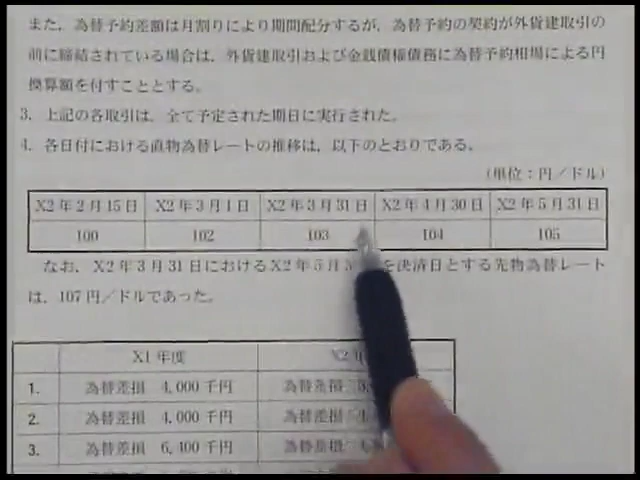 また，為替予約差額は月割りにより期間配分するが，為替予約の契約が外貨建取引の
前に締結されている場合は，外貨建取引および金銭債権債務に為替予約相場による円
換算額を付すこととする。
3. 上記の各取引は，全て予定された期日に実行された。
4. 各日付における直物為替レートの推移は，以下のとおりである。
(単位：円／ドル)
X2年2月15日 X2年3月1日 X2年3月31日 X2年4月30日 X2年5月31日
100 102 103 104 105
なお，X2年3月31日におけるX2年5月 を決済日とする先物為替レート
は，107円／ドルであった。
X1年度 X2
1. 為替差損 4,000千円 為替差損
2. 為替差損 4,000千円 為替差損
3. 為替差損 6,400千円 為替差損